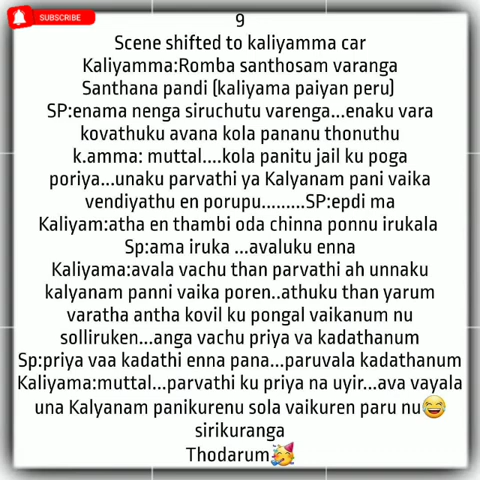 SUBSCRIBE
9
Scene shifted to kaliyamma car
Kaliyamma:Romba santhosam varanga
Santhana pandi (kaliyama paiyan peru)
SP:enama nenga siruchutu varenga...enaku vara
kovathuku avana kola pananu thonuthu
k.amma: muttal....kola panitu jail ku poga
poriya...unaku parvathi ya Kalyanam pani vaika
vendiyathu en porupu.........SP:epdi ma
Kaliyam:atha en thambi oda chinna ponnu irukala
Sp:ama iruka ...avaluku enna
Kaliyama:avala vachu than parvathi ah unnaku
kalyanam panni vaika poren..athuku than yarum
varatha antha kovil ku pongal vaikanum nu
solliruken...anga vachu priya va kadathanum
Sp:priya vaa kadathi enna pana...paruvala kadathanum
Kaliyama:muttal...parvathi ku priya na uyir...ava vayala
una Kalyanam panikurenu sola vaikuren paru nu😂
sirikuranga
Thodarum🥳